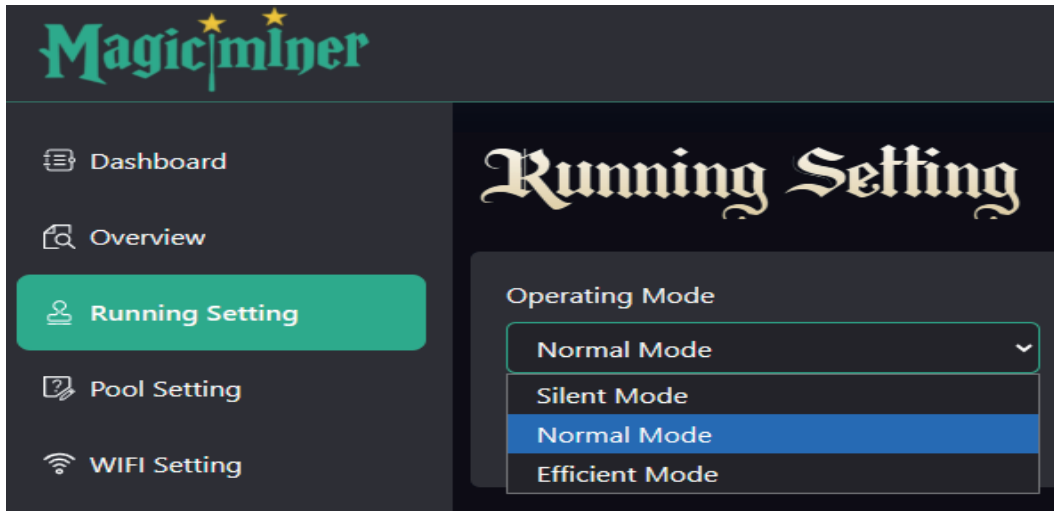 Magicminer
Dashboard
Overview
Running Setting
Pool Setting
WIFI Setting
Running Setting
Operating Mode
Normal Mode
Silent Mode
Normal Mode
Efficient Mode